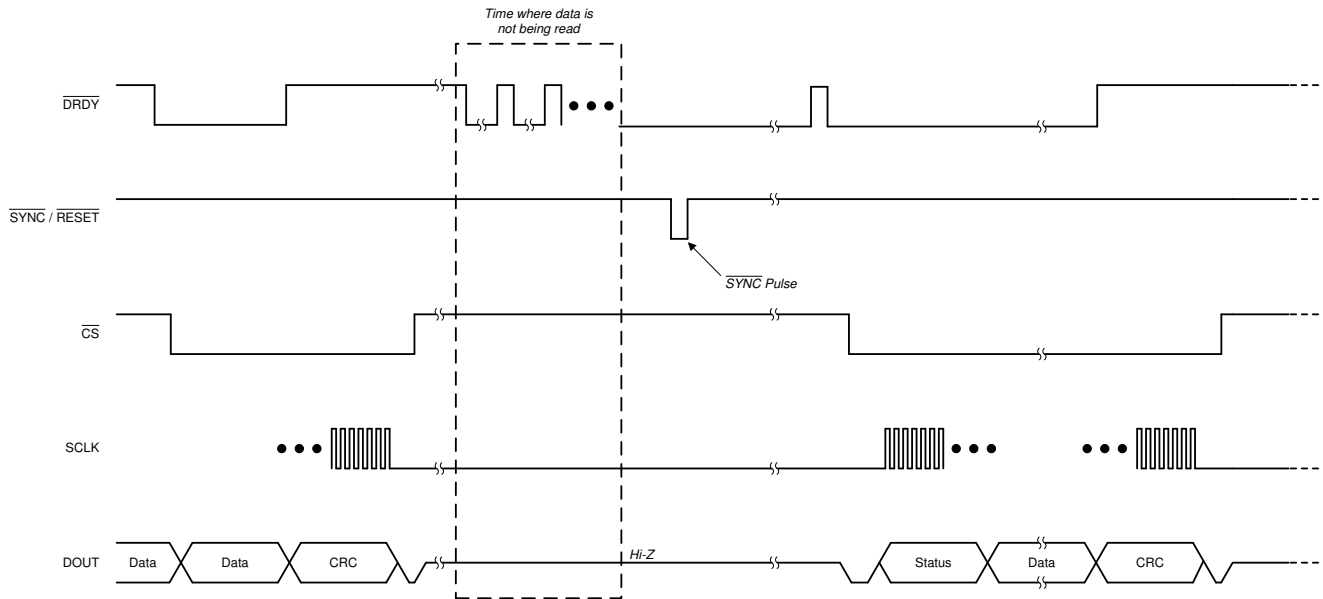 Time where data is
not being read
DRDY
SYNC / RESET
SYNC Pulse
CS
SCLK
DOUT
Data
Data
CRC
Hi-Z
Status
Data
CRC